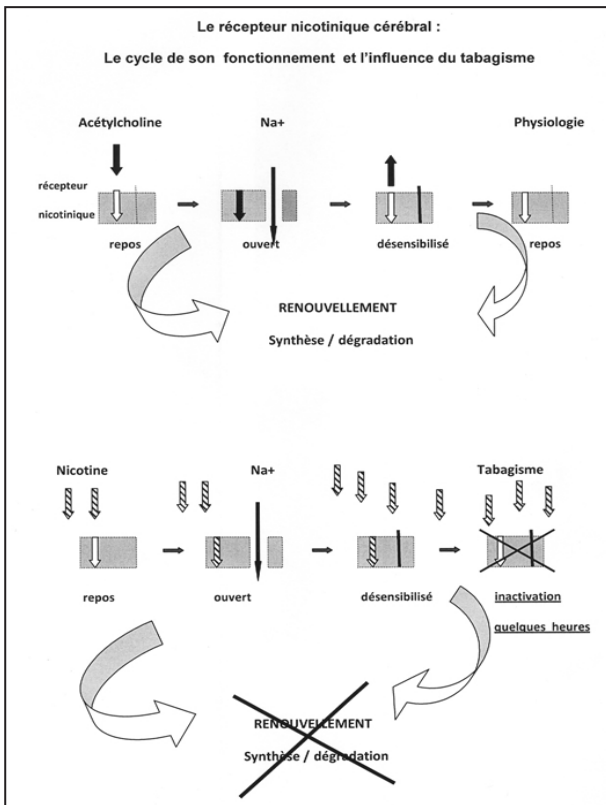 Le récepteur nicotinique cérébral :
Le cycle de son fonctionnement et l'influence du tabagisme
Acétylcholine Na+ Physiologie
récepteur
nicotinique
repos ouvert désensibilisé repos
RENOUVELLEMENT
Synthèse / dégradation
Nicotine Na+ Tabagisme
repos ouvert désensibilisé inactivation
quelques heures
RENOUVELLEMENT
Synthèse / dégradation